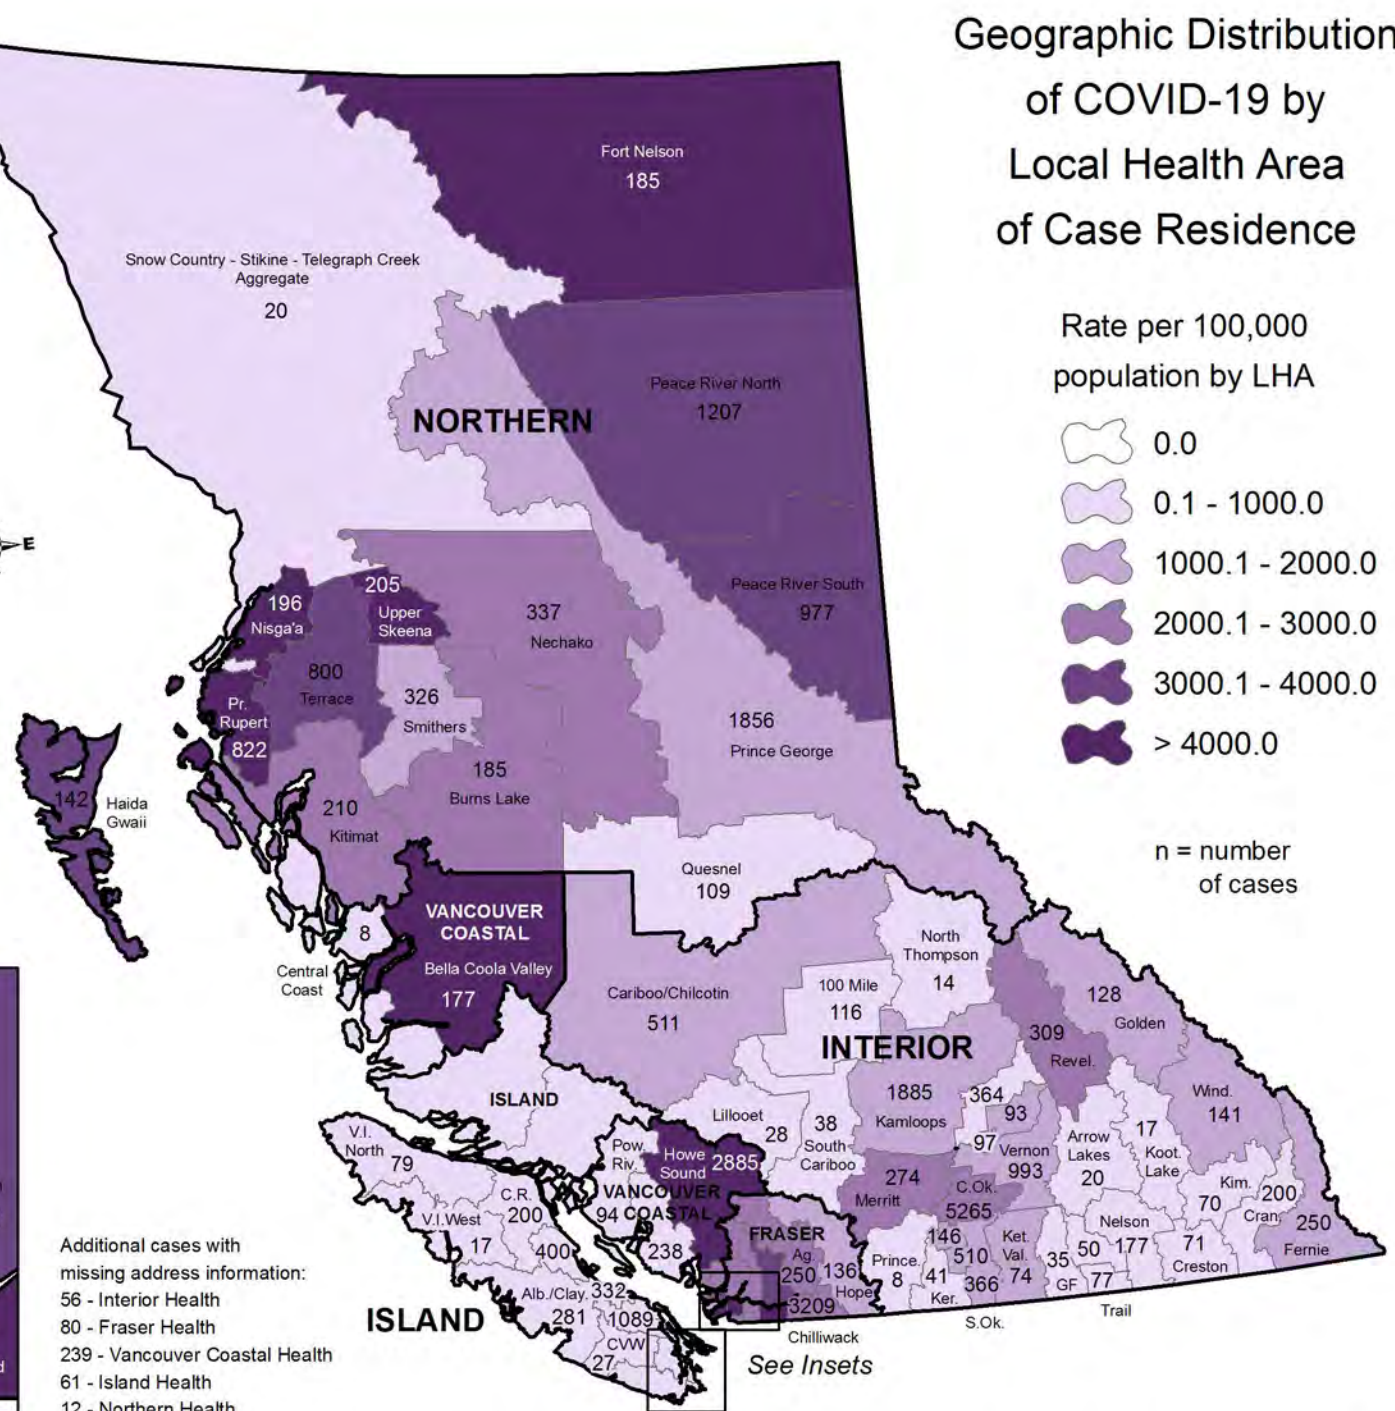 Geographic Distribution
of COVID-19 by
Local Health Area
of Case Residence
Rate per 100,000
population by LHA
0.0
0.1 - 1000.0
1000.1 - 2000.0
2000.1 - 3000.0
3000.1 - 4000.0
> 4000.0
n = number
of cases
Fort Nelson
185
Snow Country - Stikine - Telegraph Creek
Aggregate
20
Peace River North
1207
NORTHERN
E
Peace River South
977
205
Upper
Skeena
196
Nisga'a
337
Nechako
800
Terrace
326
Smithers
Pr.
Rupert
822
1856
Prince George
185
Burns Lake
142
Haida
Gwaii
210
Kitimat
Quesnel
109
VANCOUVER
COASTAL
8
Central
Coast
Bella Coola Valley
177
North
Thompson
14
Cariboo/Chilcotin
511
100 Mile
116
128
Golden
INTERIOR
309
Revel.
ISLAND
1885
Kamloops
364
93
97
Vernon
993
Wind.
141
Lillooet
28
38
South
Cariboo
Arrow
Lakes
20
17
Koot.
Lake
V.I.
North
79
Pow.
Riv.
Howe
Sound
2885
VANCOUVER
COASTAL
94
274
Merritt
C.Ok.
5265
Kim.
70
200
Cran.
250
Fernie
C.R.
200
V.I.West
17
400
238
FRASER
Ag.
250
136
Hope
3209
Chilliwack
Prince.
8
146
510
41
Ker.
366
S.Ok.
Ket.
Val.
74
35
GF
50
Nelson
177
77
Trail
71
Creston
Alb./Clay.
281
332
1089
CVW
27
ISLAND
See Insets
Additional cases with
missing address information:
56 - Interior Health
80 - Fraser Health
239 - Vancouver Coastal Health
61 - Island Health
12 - Northern Health